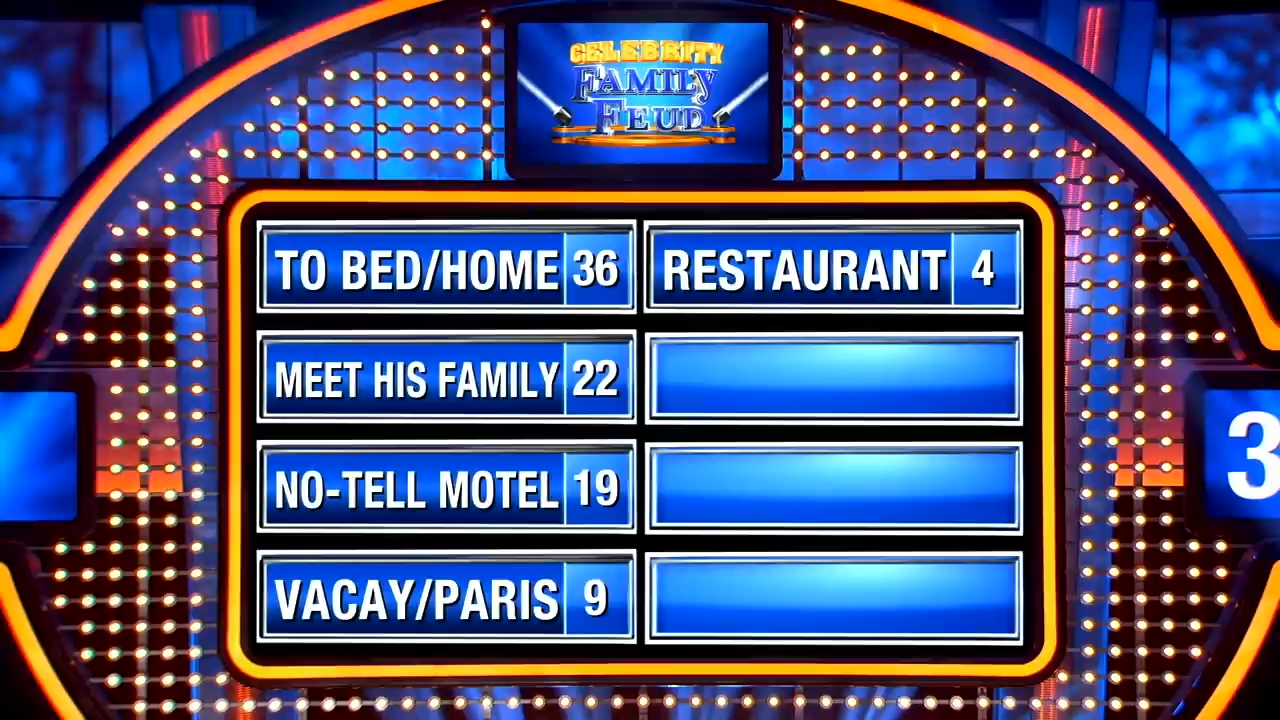 CELEBRITY
FAMILY
FEUD
TO BED/HOME 36
MEET HIS FAMILY 22
NO-TELL MOTEL 19
VACAY/PARIS 9
RESTAURANT 4
3